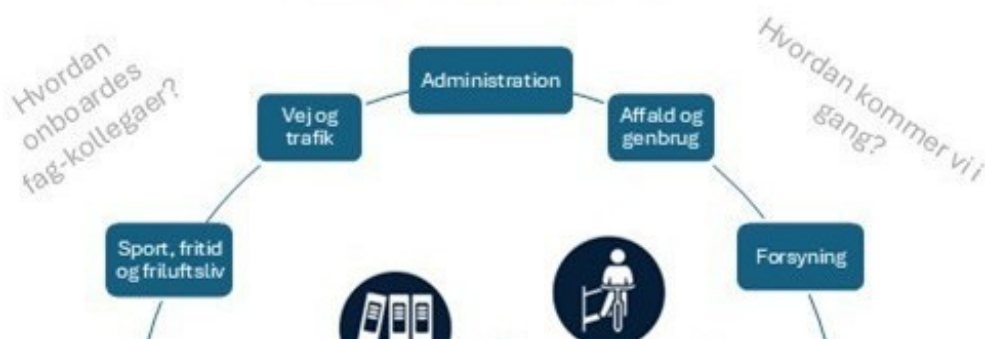 Hvordan
onboardes
fag-kollegaer?
Hvordan kommer vi i
gang?
Administration
Vej og
trafik
Affald og
genbrug
Sport, fritid
og friluftsliv
Forsyning